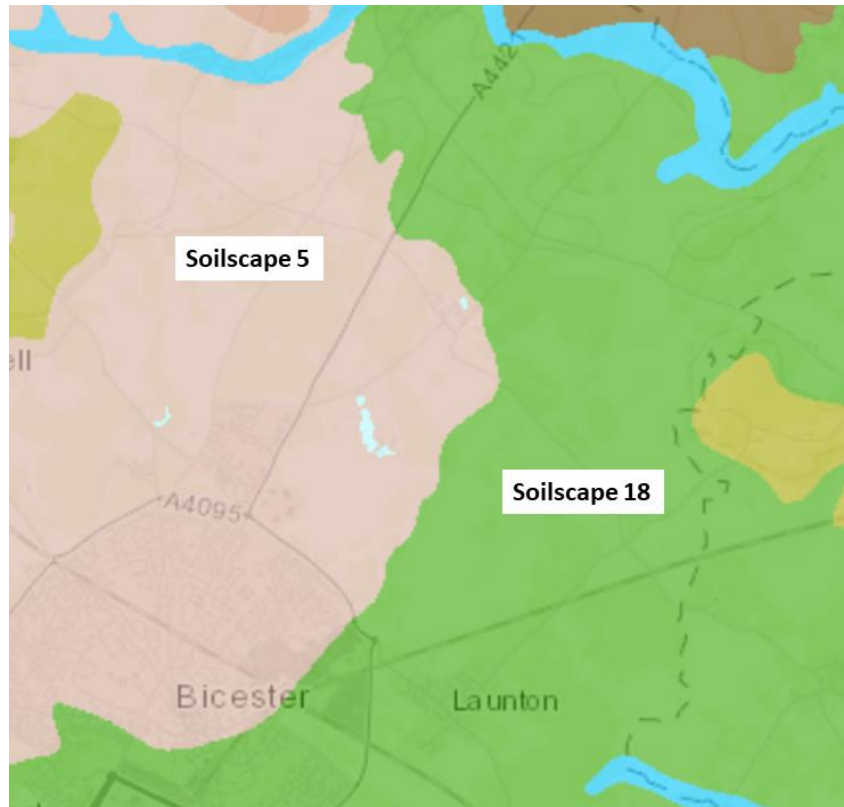 A442
Soilscape 5
ell
Soilscape 18
A4095
Bicester
Launton